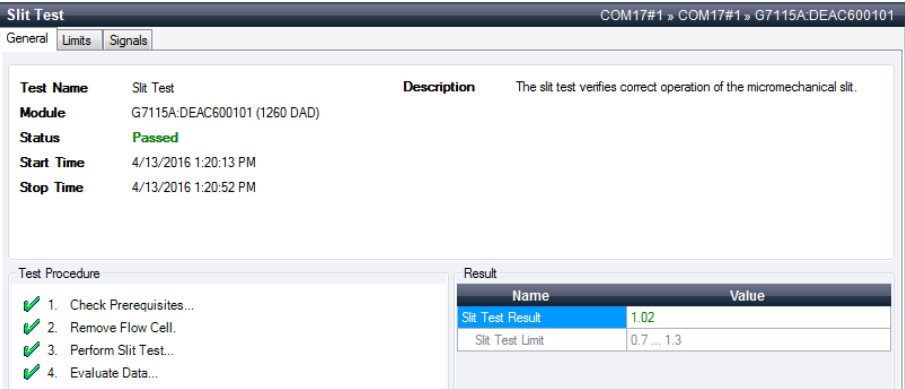 Slit Test COM17#1 » COM17#1 » G7115A:DEAC600101
General Limits Signals
Test Name Slit Test Description The slit test verifies correct operation of the micromechanical slit.
Module G7115A:DEAC600101 (1260 DAD)
Status Passed
Start Time 4/13/2016 1:20:13 PM
Stop Time 4/13/2016 1:20:52 PM
Test Procedure
1. Check Prerequisites...
2. Remove Flow Cell.
3. Perform Slit Test...
4. Evaluate Data...
Result
Name Value
Slit Test Result 1.02
Slit Test Limit 0.7 ... 1.3